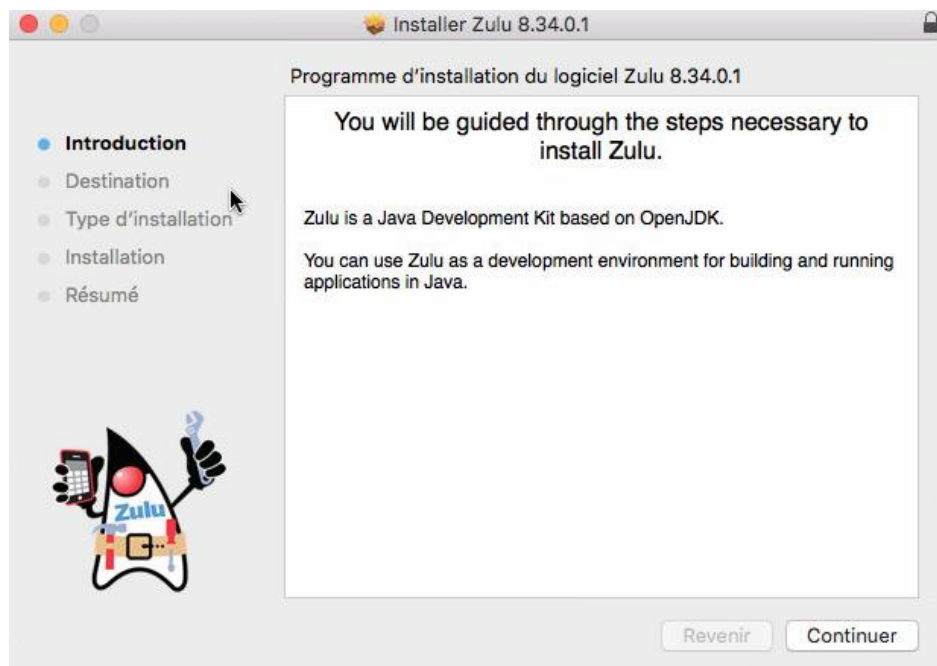 Installer Zulu 8.34.0.1
Programme d'installation du logiciel Zulu 8.34.0.1
Introduction
Destination
Type d'installation
Installation
Résumé
You will be guided through the steps necessary to
install Zulu.
Zulu is a Java Development Kit based on OpenJDK.
You can use Zulu as a development environment for building and running
applications in Java.
Zulu
Revenir
Continuer